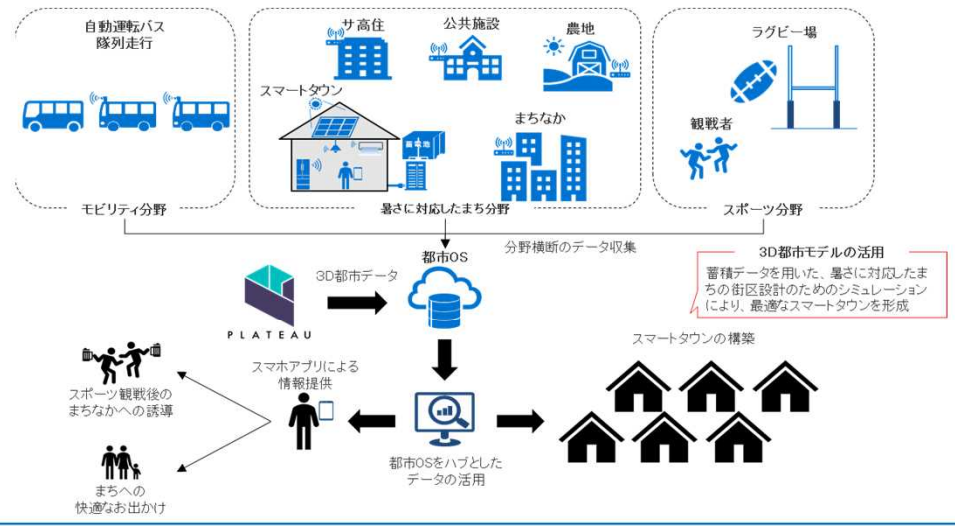 自動運転バス
隊列走行
モビリティ分野
サ高住
公共施設
農地
スマートタウン
蓄電池
まちなか
暑さに対応したまち分野
ラグビー場
観戦者
スポーツ分野
分野横断のデータ収集
都市OS
3D都市データ
PLATEAU
3D都市モデルの活用
蓄積データを用いた、暑さに対応したま
ちの街区設計のためのシミュレーション
により、最適なスマートタウンを形成
スマートタウンの構築
スマホアプリによる
情報提供
スポーツ観戦後の
まちなかへの誘導
都市OSをハブとした
データの活用
まちへの
快適なお出かけ